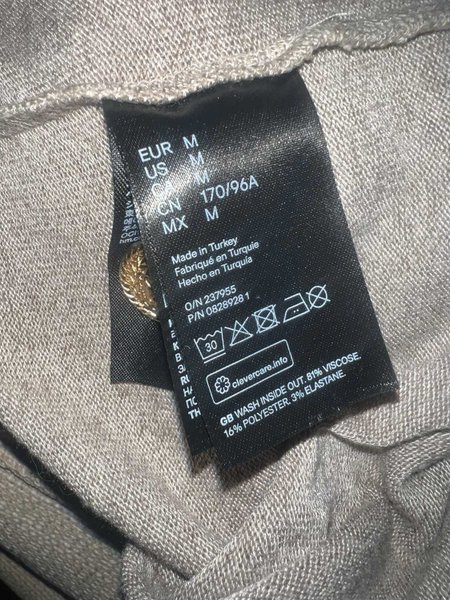 EUR M
US M
CA M
CN 170/96A
MX M
Made in Turkey
Fabriqué en Turquie
Hecho en Turquía
O/N 237955
P/N 08289281
30
clevercare.info
GB WASH INSIDE OUT. 81% VISCOSE.
16% POLYESTER. 3% ELASTANE.